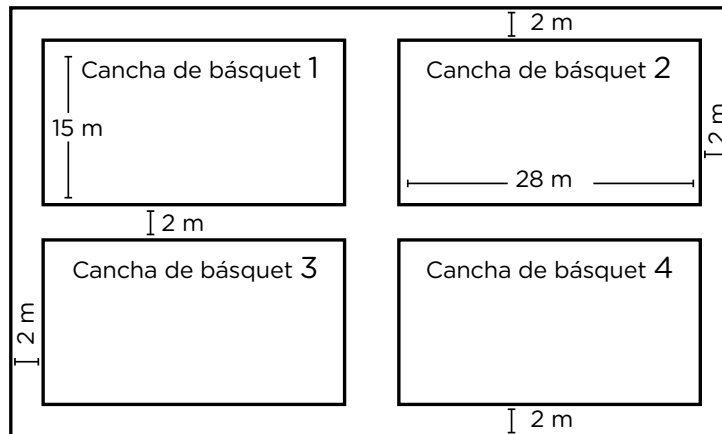 2 m
Cancha de básquet 1
Cancha de básquet 2
15 m
2 m
28 m
2 m
Cancha de básquet 3
Cancha de básquet 4
2 m
2 m